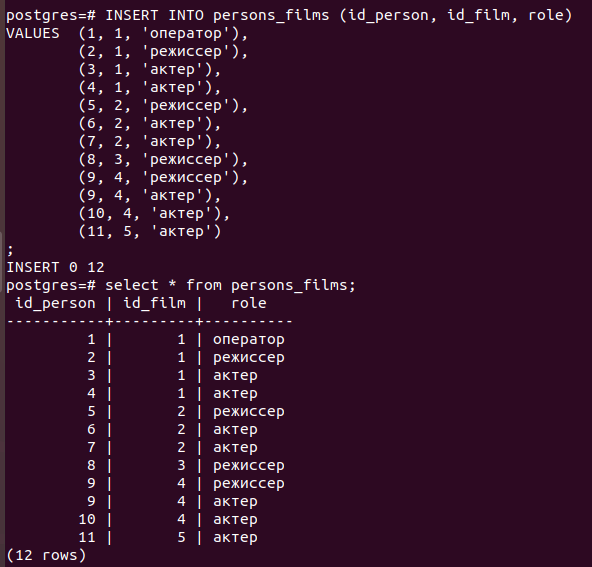 postgres=# INSERT INTO persons_films (id_person, id_film, role)
VALUES  (1, 1, 'оператор'),
        (2, 1, 'режиссер'),
        (3, 1, 'актер'),
        (4, 1, 'актер'),
        (5, 2, 'режиссер'),
        (6, 2, 'актер'),
        (7, 2, 'актер'),
        (8, 3, 'режиссер'),
        (9, 4, 'режиссер'),
        (9, 4, 'актер'),
        (10, 4, 'актер'),
        (11, 5, 'актер')
;
INSERT 0 12
postgres=# select * from persons_films;
 id_person | id_film |   role
-----------+---------+----------
         1 |       1 | оператор
         2 |       1 | режиссер
         3 |       1 | актер
         4 |       1 | актер
         5 |       2 | режиссер
         6 |       2 | актер
         7 |       2 | актер
         8 |       3 | режиссер
         9 |       4 | режиссер
         9 |       4 | актер
        10 |       4 | актер
        11 |       5 | актер
(12 rows)